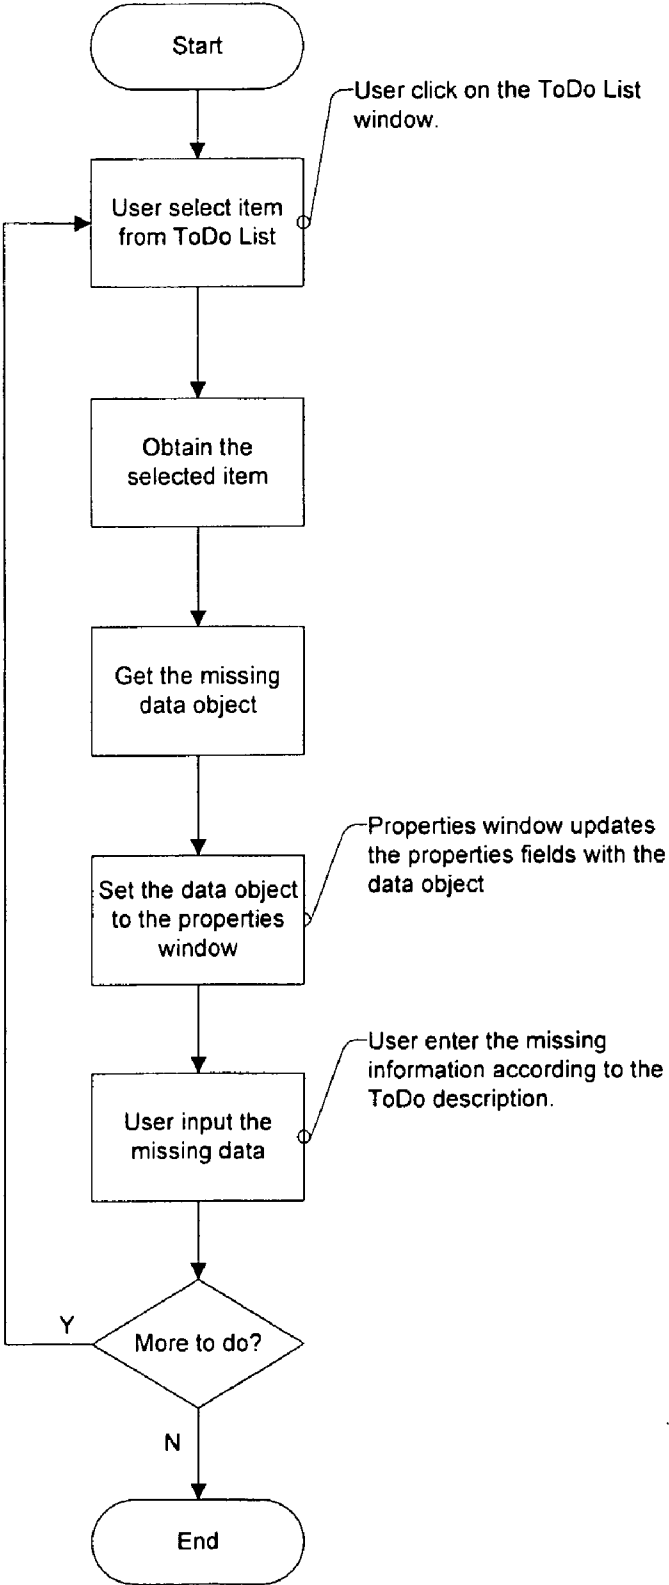 Start
User click on the ToDo List
window.
User select item
from ToDo List
Obtain the
selected item
Get the missing
data object
Properties window updates
the properties fields with the
data object
Set the data object
to the properties
window
User enter the missing
information according to the
ToDo description.
User input the
missing data
More to do?
Y
N
End